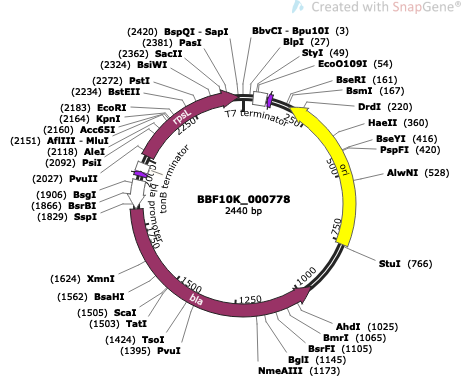 Created with SnapGene®
(2420) BspQI - SapI
(2381) PasI
(2362) SacII
(2324) BsiWI
(2272) PstI
(2234) BstEII
(2183) EcoRI
(2164) KpnI
(2160) Acc65I
(2151) AflIII - MluI
(2118) AleI
(2092) PsiI
(2027) PvuII
(1906) BsgI
(1866) BsrBI
(1829) SspI
(1624) XmnI
(1562) BsaHI
(1505) ScaI
(1503) TatI
(1424) TsoI
(1395) PvuI
BbvCI - Bpu10I (3)
BlpI (27)
StyI (49)
EcoO109I (54)
BseRI (161)
BsmI (167)
DrdI (220)
HaeII (360)
BseYI (416)
PspFI (420)
AlwNI (528)
StuI (766)
AhdI (1025)
BmrI (1065)
BsrFI (1105)
BglI (1145)
NmeAIII (1173)
T7 terminator
rpsL
tonB terminator
bla promoter
ori
bla
250
500
750
1000
1250
1500
1750
2000
2250
BBF10K_000778
2440 bp